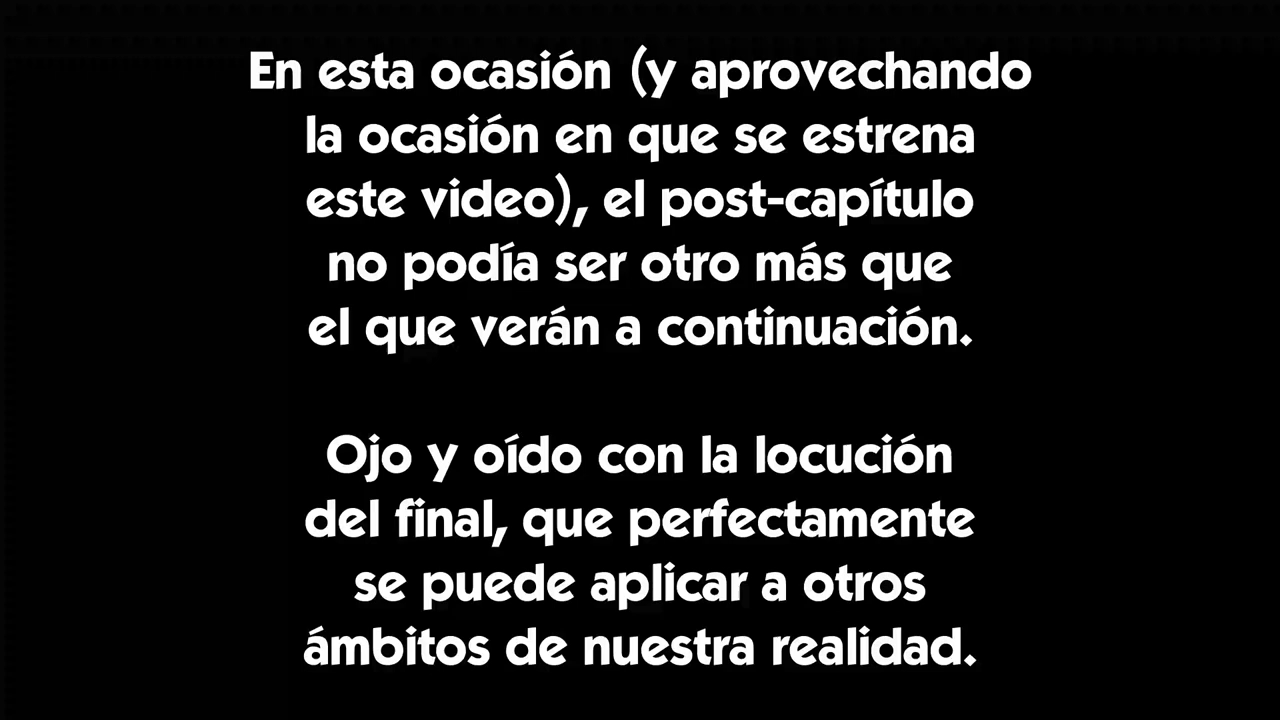 En esta ocasión (y aprovechando
la ocasión en que se estrena
este video), el post-capítulo
no podía ser otro más que
el que verán a continuación.
Ojo y oído con la locución
del final, que perfectamente
se puede aplicar a otros
ámbitos de nuestra realidad.